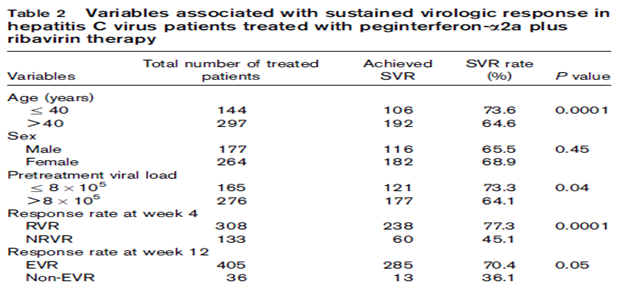 Table 2 Variables associated with sustained virologic response in
hepatitis C virus patients treated with peginterferon-α2a plus
ribavirin therapy
Variables Total number of treated patients Achieved SVR SVR rate (%) P value
Age (years)
≤ 40 144 106 73.6 0.0001
>40 297 192 64.6
Sex
Male 177 116 65.5 0.45
Female 264 182 68.9
Pretreatment viral load
≤ 8 × 10⁵ 165 121 73.3 0.04
>8 × 10⁵ 276 177 64.1
Response rate at week 4
RVR 308 238 77.3 0.0001
NRVR 133 60 45.1
Response rate at week 12
EVR 405 285 70.4 0.05
Non-EVR 36 13 36.1